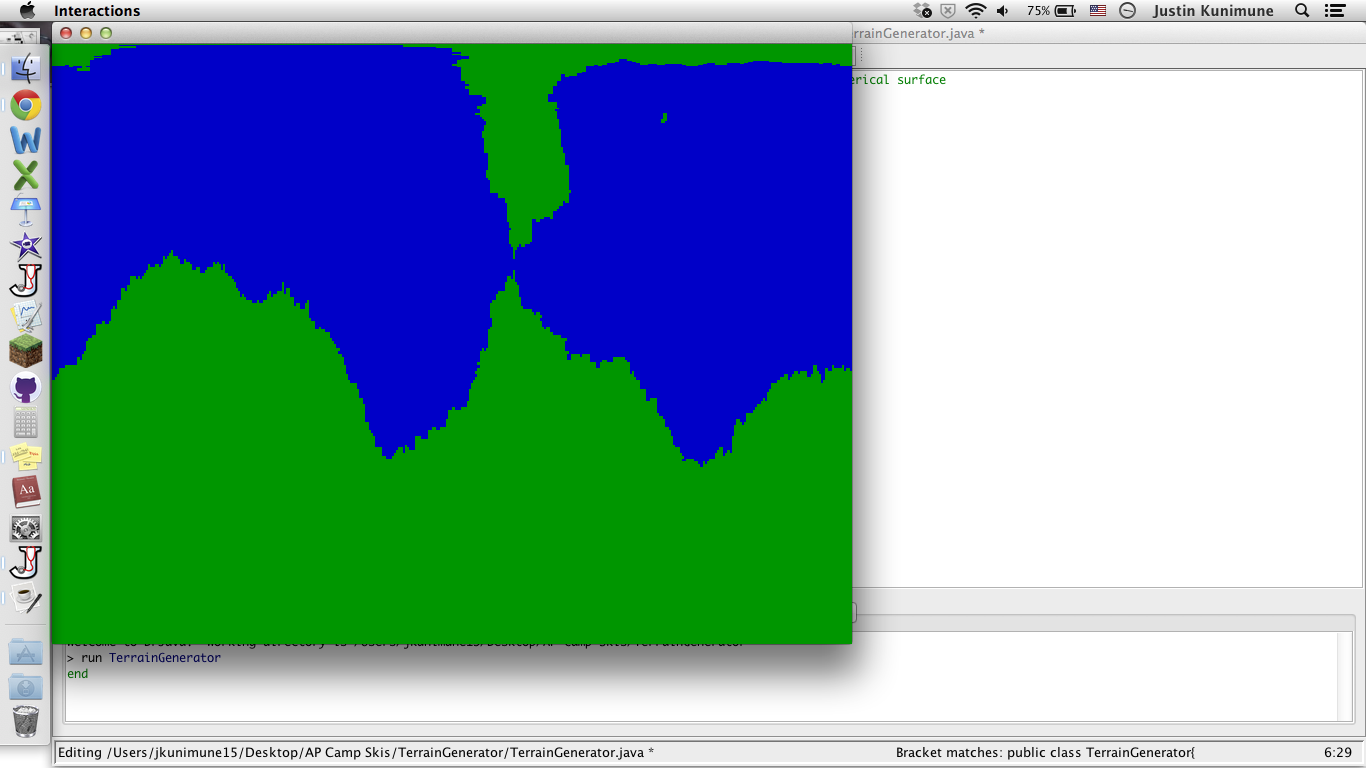 Interactions
75%
Justin Kunimune
rrainGenerator.java *
erical surface
> run TerrainGenerator
end
Editing /Users/jkunimune15/Desktop/AP Camp Skis/TerrainGenerator/TerrainGenerator.java *
Bracket matches: public class TerrainGenerator{
6:29
Aa